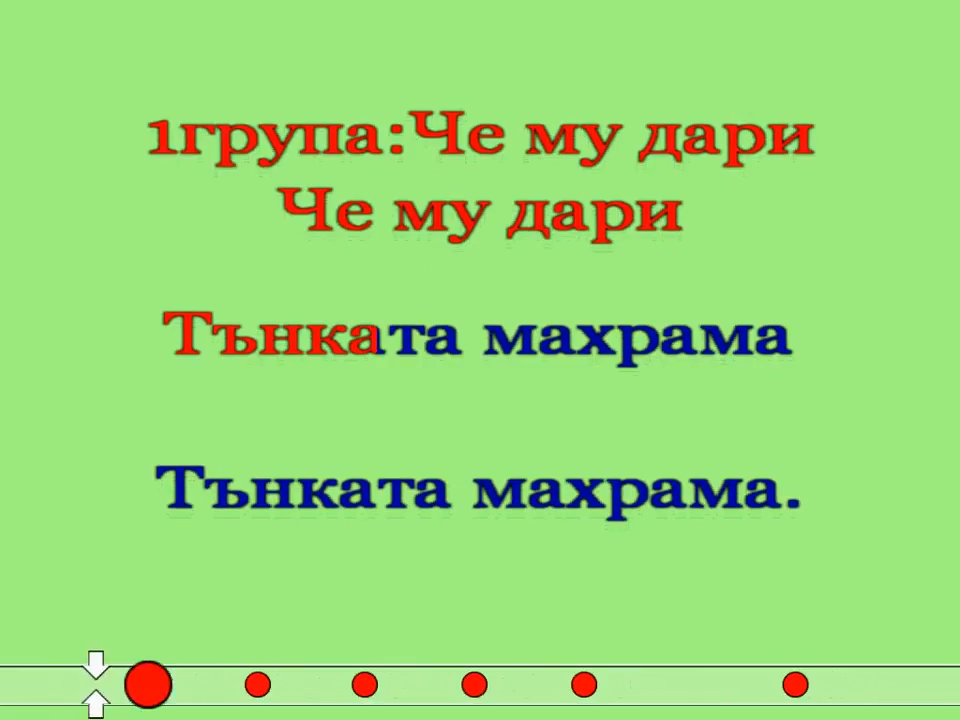 1група:Че му дари
Че му дари
Тънката махрама
Тънката махрама.